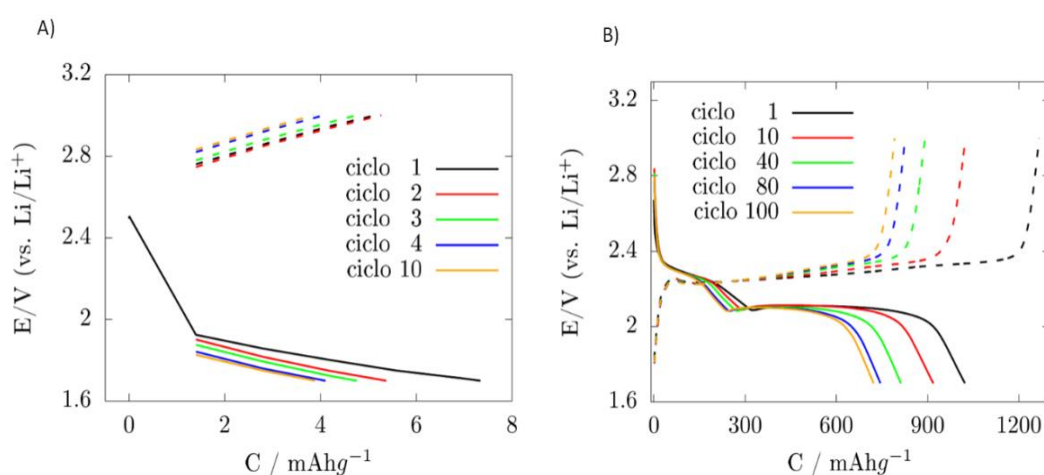 A)
3.2
2.8
2.4
2
1.6
E/V (vs. Li/Li⁺)
ciclo 1
ciclo 2
ciclo 3
ciclo 4
ciclo 10
0 2 4 6 8
C / mAhg⁻¹
B)
3.2
2.8
2.4
2
1.6
E/V (vs. Li/Li⁺)
ciclo 1
ciclo 10
ciclo 40
ciclo 80
ciclo 100
0 300 600 900 1200
C / mAhg⁻¹